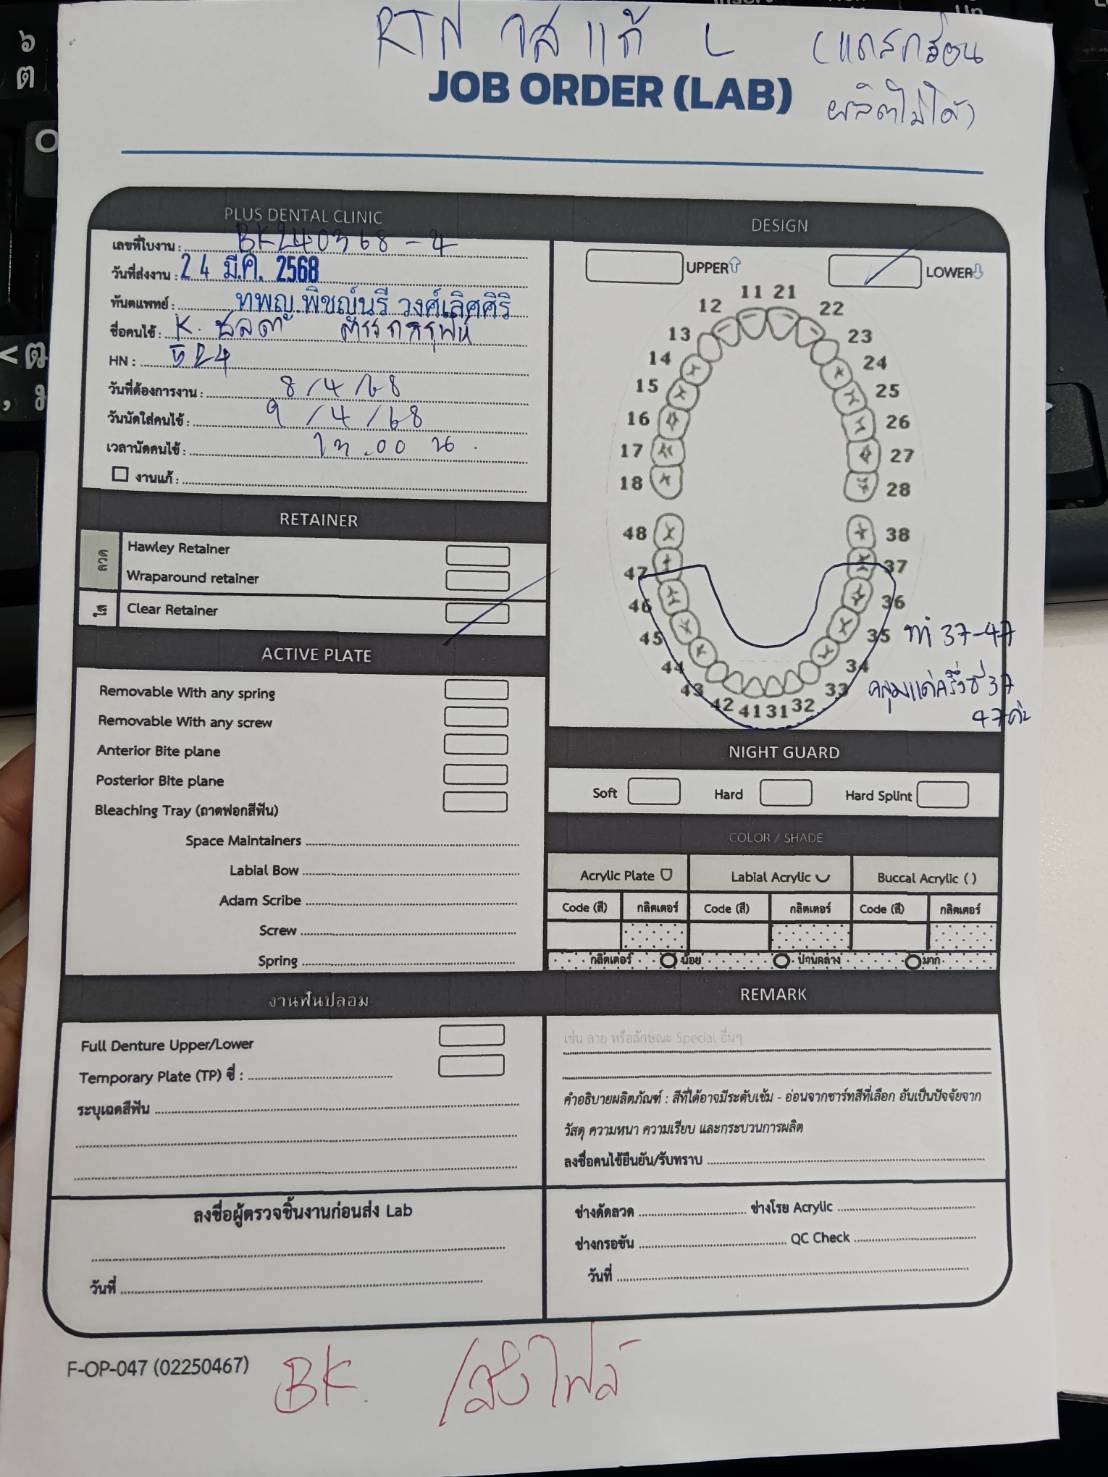 RTN ใส แก้ L (แต่สแกนก่อน
ผลิตไม่ได้)
JOB ORDER (LAB)
PLUS DENTAL CLINIC
เลขที่ใบงาน : BK240368-4
วันที่ส่งงาน : 24 มี.ค. 2568
ทันตแพทย์ : ทพญ.พิชญ์นรี วงศ์เลิศศิริ
ชื่อคนไข้ : K. ชลดา
HN :
วันที่ต้องการงาน : 8/4/68
วันนัดใส่คนไข้ : 9/4/68
เวลานัดคนไข้ : 13.00 น.
งานแก้ :
DESIGN
UPPER
LOWER
11 21
12 22
13 23
14 24
15 25
16 26
17 27
18 28
48 38
47 37
46 36
45 35
44 34
43 33
42 41 31 32
ทำ 37-47
คลุมแค่ครึ่งซี่ 37
47ค่ะ
RETAINER
ลวด
Hawley Retainer
Wraparound retainer
ใส
Clear Retainer
ACTIVE PLATE
Removable With any spring
Removable With any screw
Anterior Bite plane
Posterior Bite plane
Bleaching Tray (ถาดฟอกสีฟัน)
Space Maintainers
Labial Bow
Adam Scribe
Screw
Spring
NIGHT GUARD
Soft Hard Hard Splint
COLOR / SHADE
Acrylic Plate Labial Acrylic Buccal Acrylic ( )
Code (สี) กลิตเตอร์ Code (สี) กลิตเตอร์ Code (สี) กลิตเตอร์
กลิตเตอร์ น้อย ปานกลาง มาก
งานฟันปลอม
Full Denture Upper/Lower
Temporary Plate (TP) ซี่ :
ระบุเฉดสีฟัน
REMARK
เช่น ลาย หรือลักษณะ Special อื่นๆ
คำอธิบายผลิตภัณฑ์ : สีที่ได้อาจมีระดับเข้ม - อ่อนจากชาร์ทสีที่เลือก อันเป็นปัจจัยจาก
วัสดุ ความหนา ความเรียบ และกระบวนการผลิต
ลงชื่อคนไข้ยืนยัน/รับทราบ
ลงชื่อผู้ตรวจชิ้นงานก่อนส่ง Lab
วันที่
ช่างดัดลวด ช่างโรย Acrylic
ช่างกรอขัน QC Check
วันที่
F-OP-047 (02250467)
BK. /ส่งไฟล์